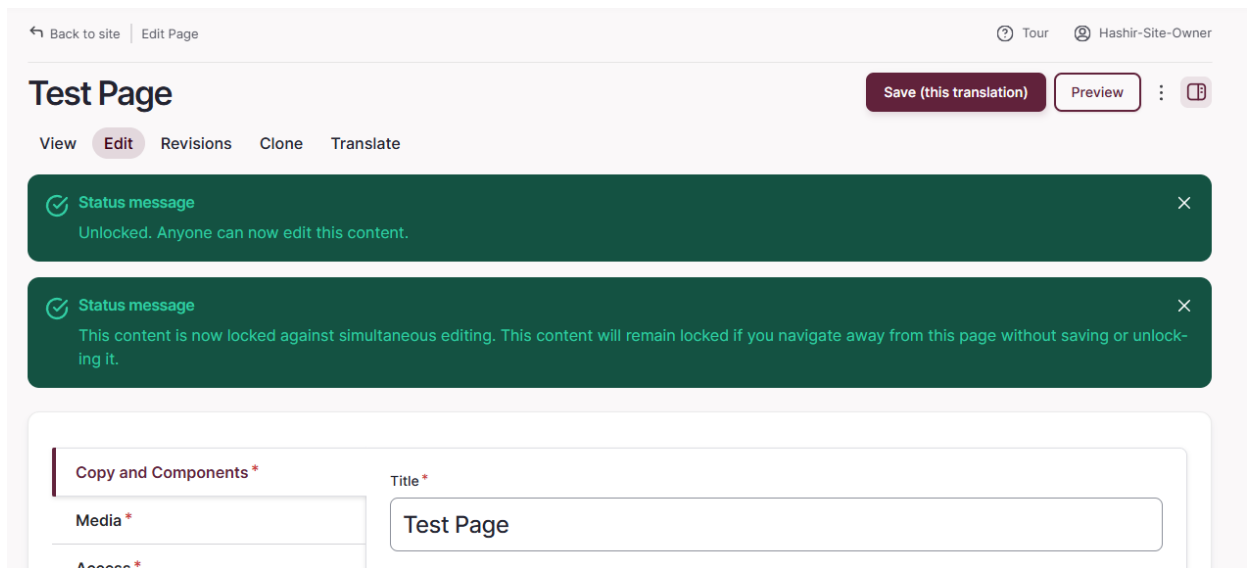 Back to site Edit Page Tour Hashir-Site-Owner
Test Page Save (this translation) Preview
View Edit Revisions Clone Translate
Status message
Unlocked. Anyone can now edit this content.
Status message
This content is now locked against simultaneous editing. This content will remain locked if you navigate away from this page without saving or unlock-
ing it.
Copy and Components*
Title*
Test Page
Media*
Access*